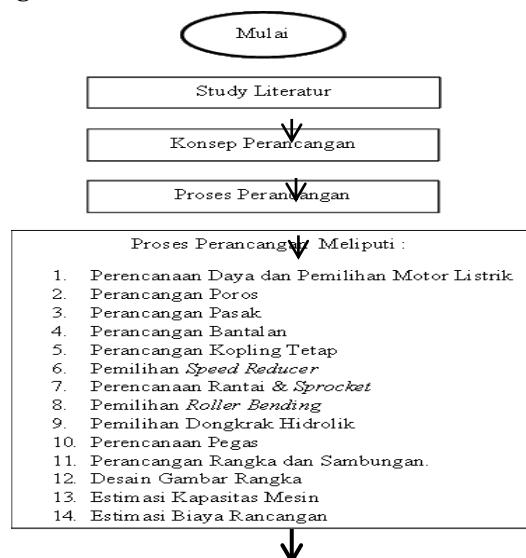 Mulai
Study Literatur
Konsep Perancangan
Proses Perancangan
Proses Perancangan Meliputi :
1. Perencanaan Daya dan Pemilihan Motor Listrik
2. Perancangan Poros
3. Perancangan Pasak
4. Perancangan Bantalan
5. Perancangan Kopling Tetap
6. Pemilihan Speed Reducer
7. Perencanaan Rantai & Sprocket
8. Pemilihan Roller Bending
9. Pemilihan Dongkrak Hidrolik
10. Perencanaan Pegas
11. Perancangan Rangka dan Sambungan.
12. Desain Gambar Rangka
13. Estimasi Kapasitas Mesin
14. Estimasi Biaya Rancangan